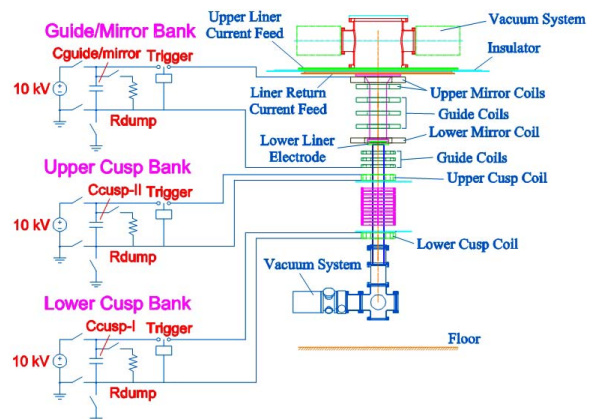 Guide/Mirror Bank
Cguide/mirror
Trigger
10 kV
Rdump
Upper Cusp Bank
Ccusp-II
Trigger
10 kV
Rdump
Lower Cusp Bank
Ccusp-I
Trigger
10 kV
Rdump
Upper Liner
Current Feed
Vacuum System
Insulator
Liner Return
Current Feed
Upper Mirror Coils
Guide Coils
Lower Mirror Coil
Lower Liner
Electrode
Guide Coils
Upper Cusp Coil
Lower Cusp Coil
Vacuum System
Floor